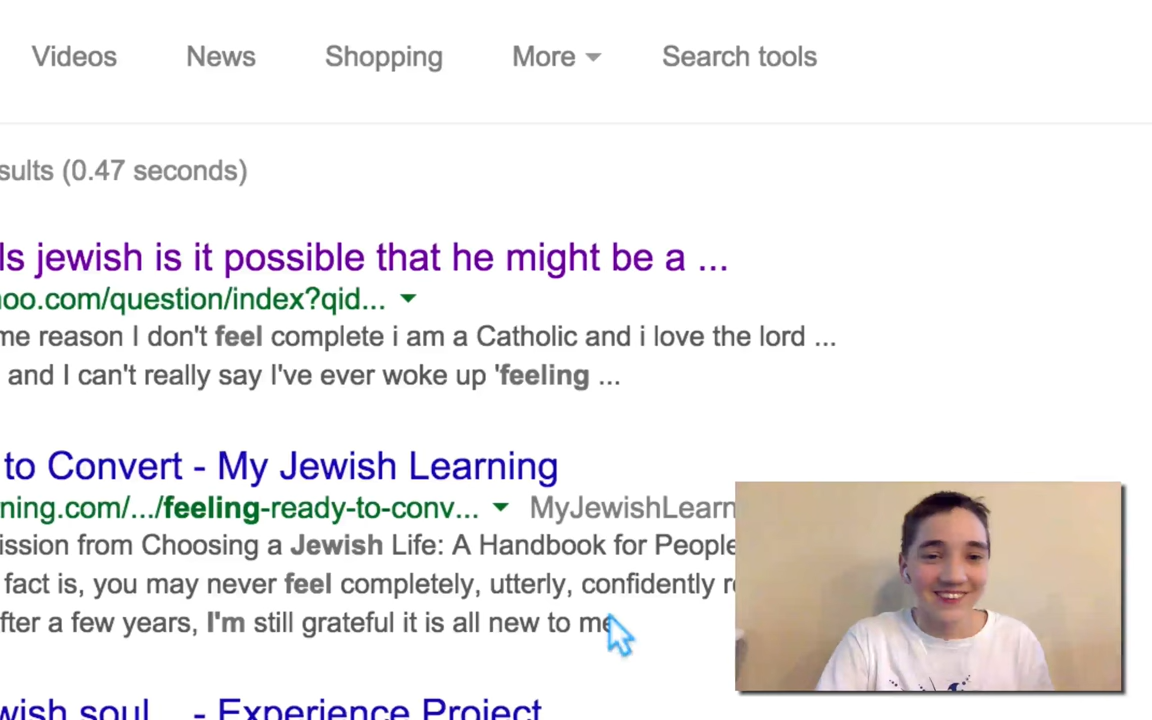 Videos News Shopping More Search tools
sults (0.47 seconds)
ls jewish is it possible that he might be a ...
oo.com/question/index?qid...
me reason I don't feel complete i am a Catholic and i love the lord ...
and I can't really say I've ever woke up 'feeling ...
to Convert - My Jewish Learning
ning.com/.../feeling-ready-to-conv... MyJewishLearn
ission from Choosing a Jewish Life: A Handbook for People
fact is, you may never feel completely, utterly, confidently r
fter a few years, I'm still grateful it is all new to me
wish soul... - Experience Project